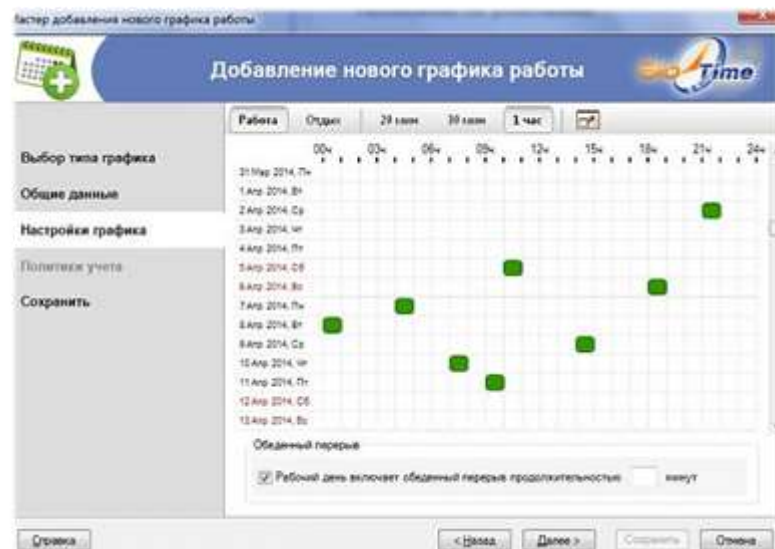 Мастер добавления нового графика работы
Добавление нового графика работы
Bio Time
Работа Отдых 20 мин 30 мин 1 час
Выбор типа графика
Общие данные
Настройки графика
Политики учета
Сохранить
00ч 03ч 06ч 09ч 12ч 15ч 18ч 21ч 24ч
31 Мар 2014, Пн
1 Апр 2014, Вт
2 Апр 2014, Ср
3 Апр 2014, Чт
4 Апр 2014, Пт
5 Апр 2014, Сб
6 Апр 2014, Вс
7 Апр 2014, Пн
8 Апр 2014, Вт
9 Апр 2014, Ср
10 Апр 2014, Чт
11 Апр 2014, Пт
12 Апр 2014, Сб
13 Апр 2014, Вс
Обеденный перерыв
Рабочий день включает обеденный перерыв продолжительностью минут
Справка < Назад Далее > Сохранить Отмена